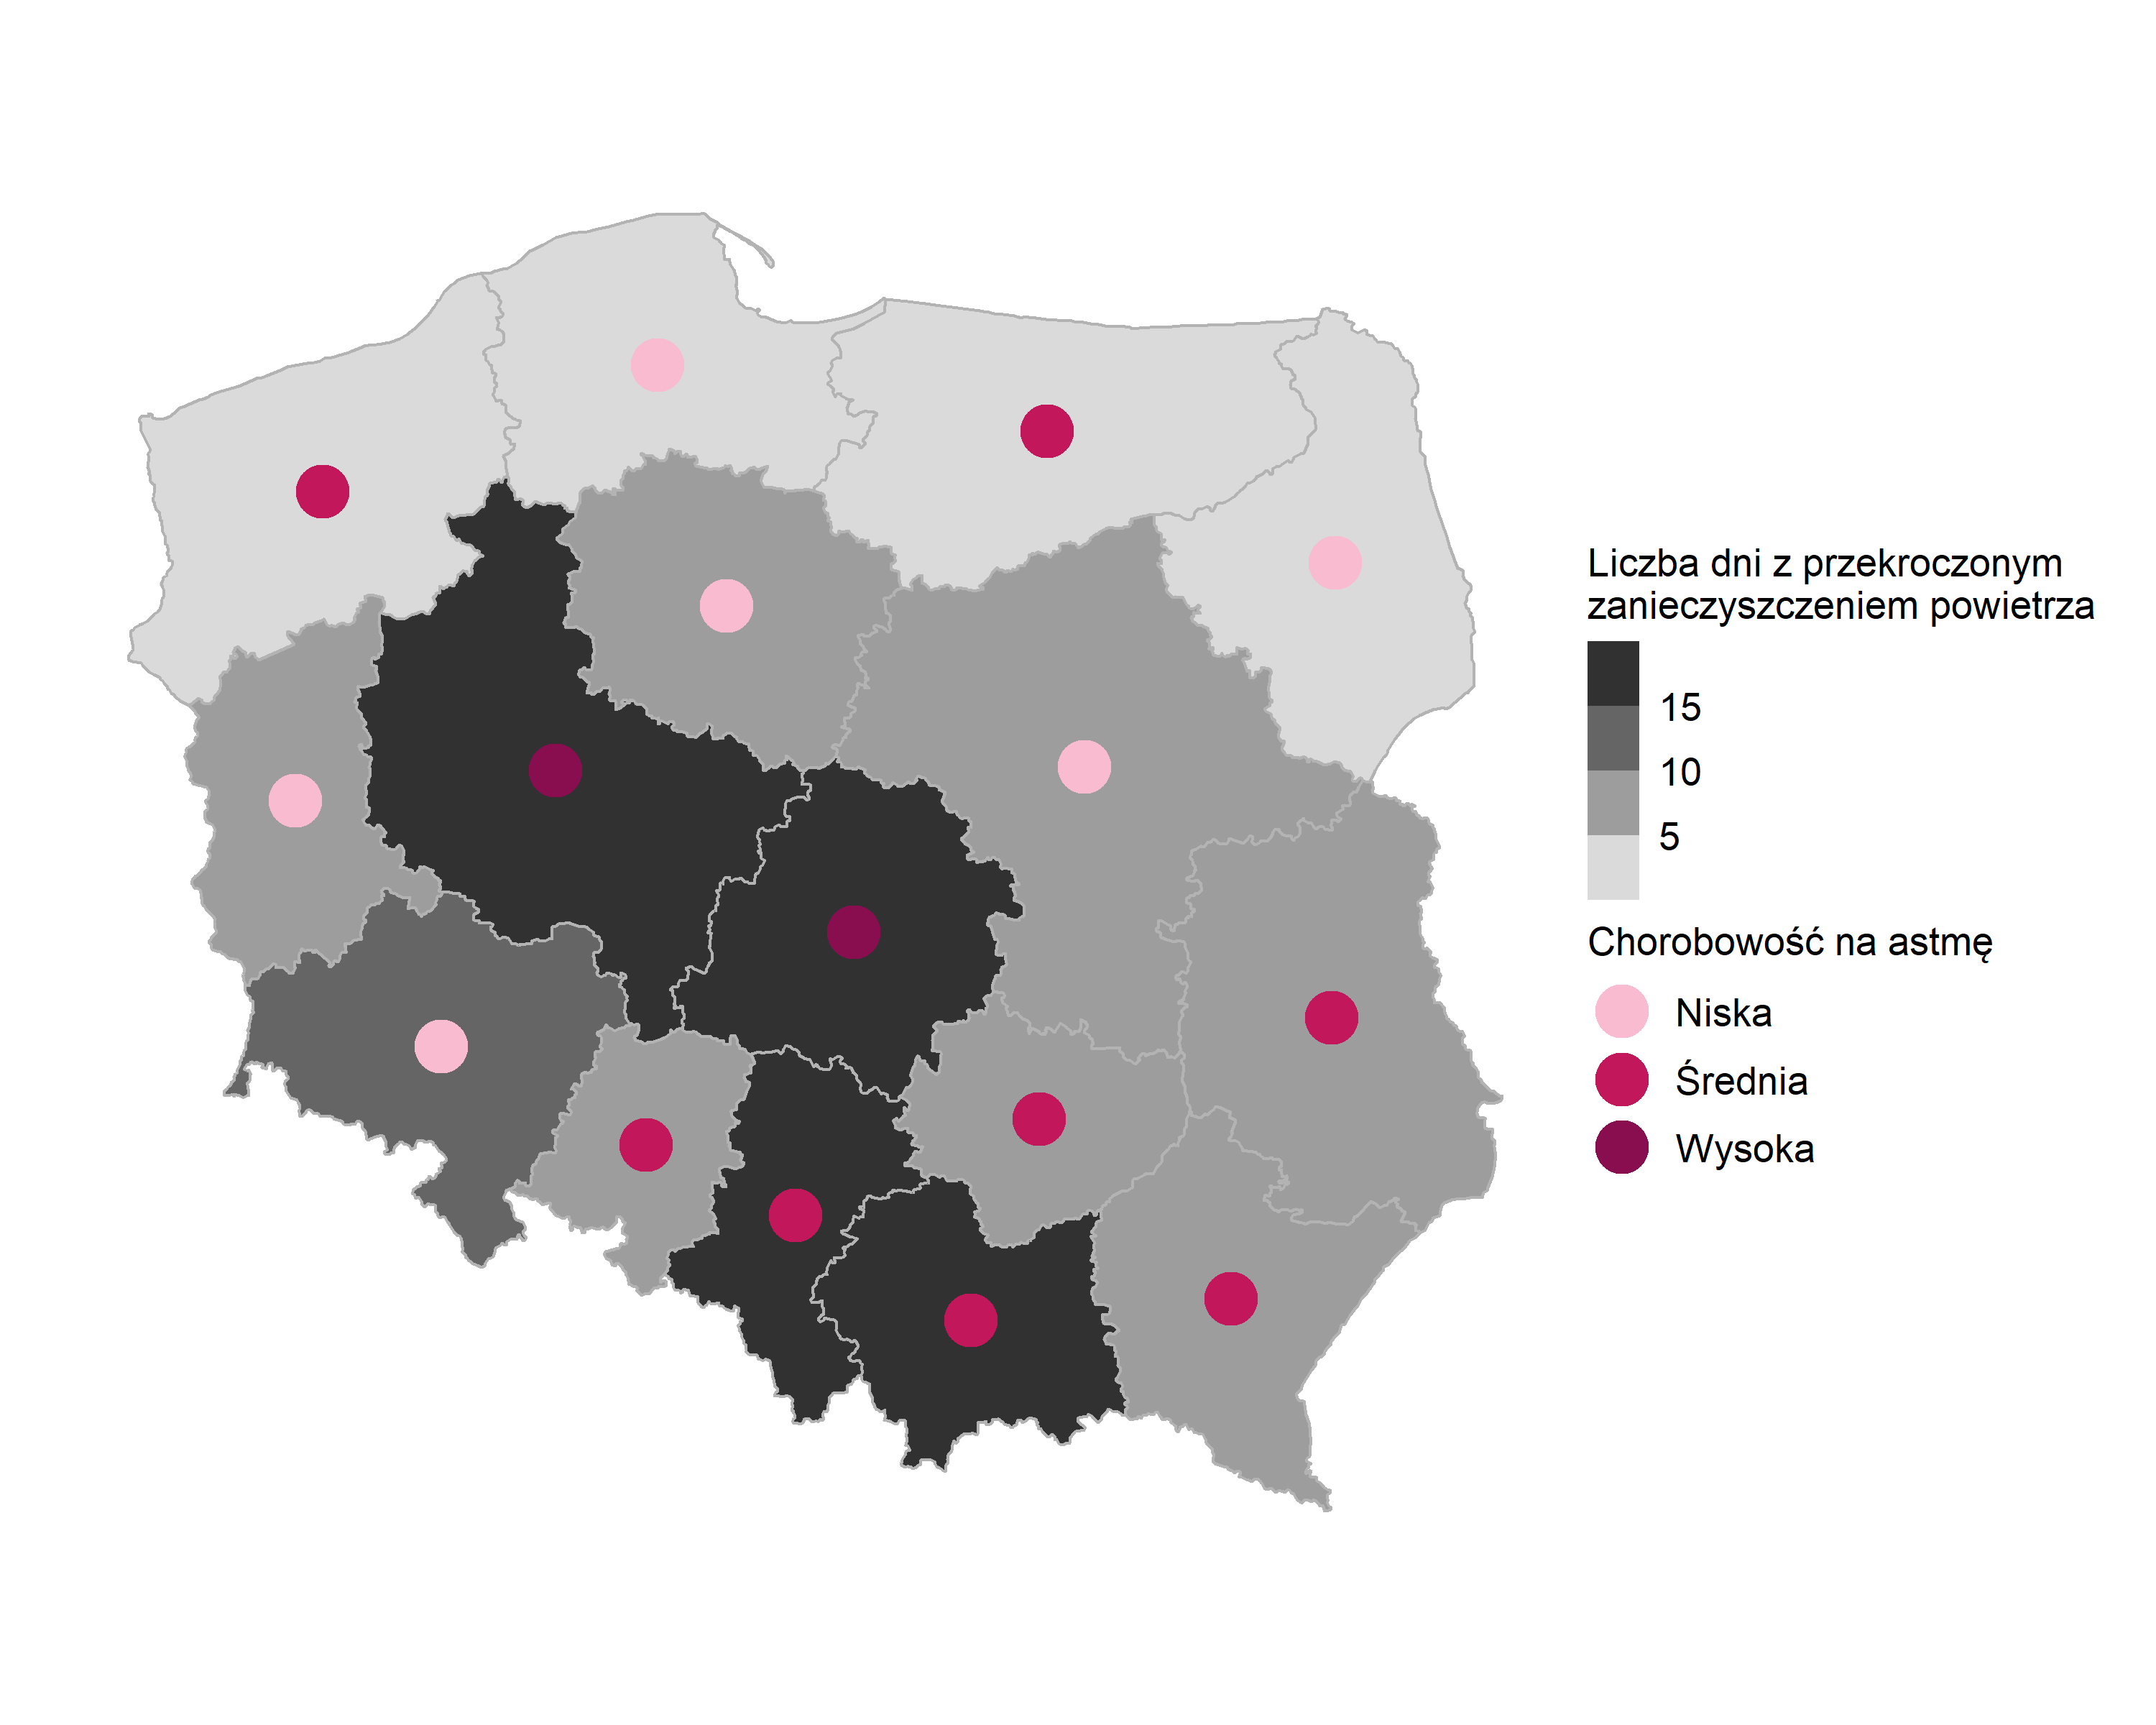 Liczba dni z przekroczonym
zanieczyszczeniem powietrza
15
10
5
Chorobowość na astmę
Niska
Średnia
Wysoka